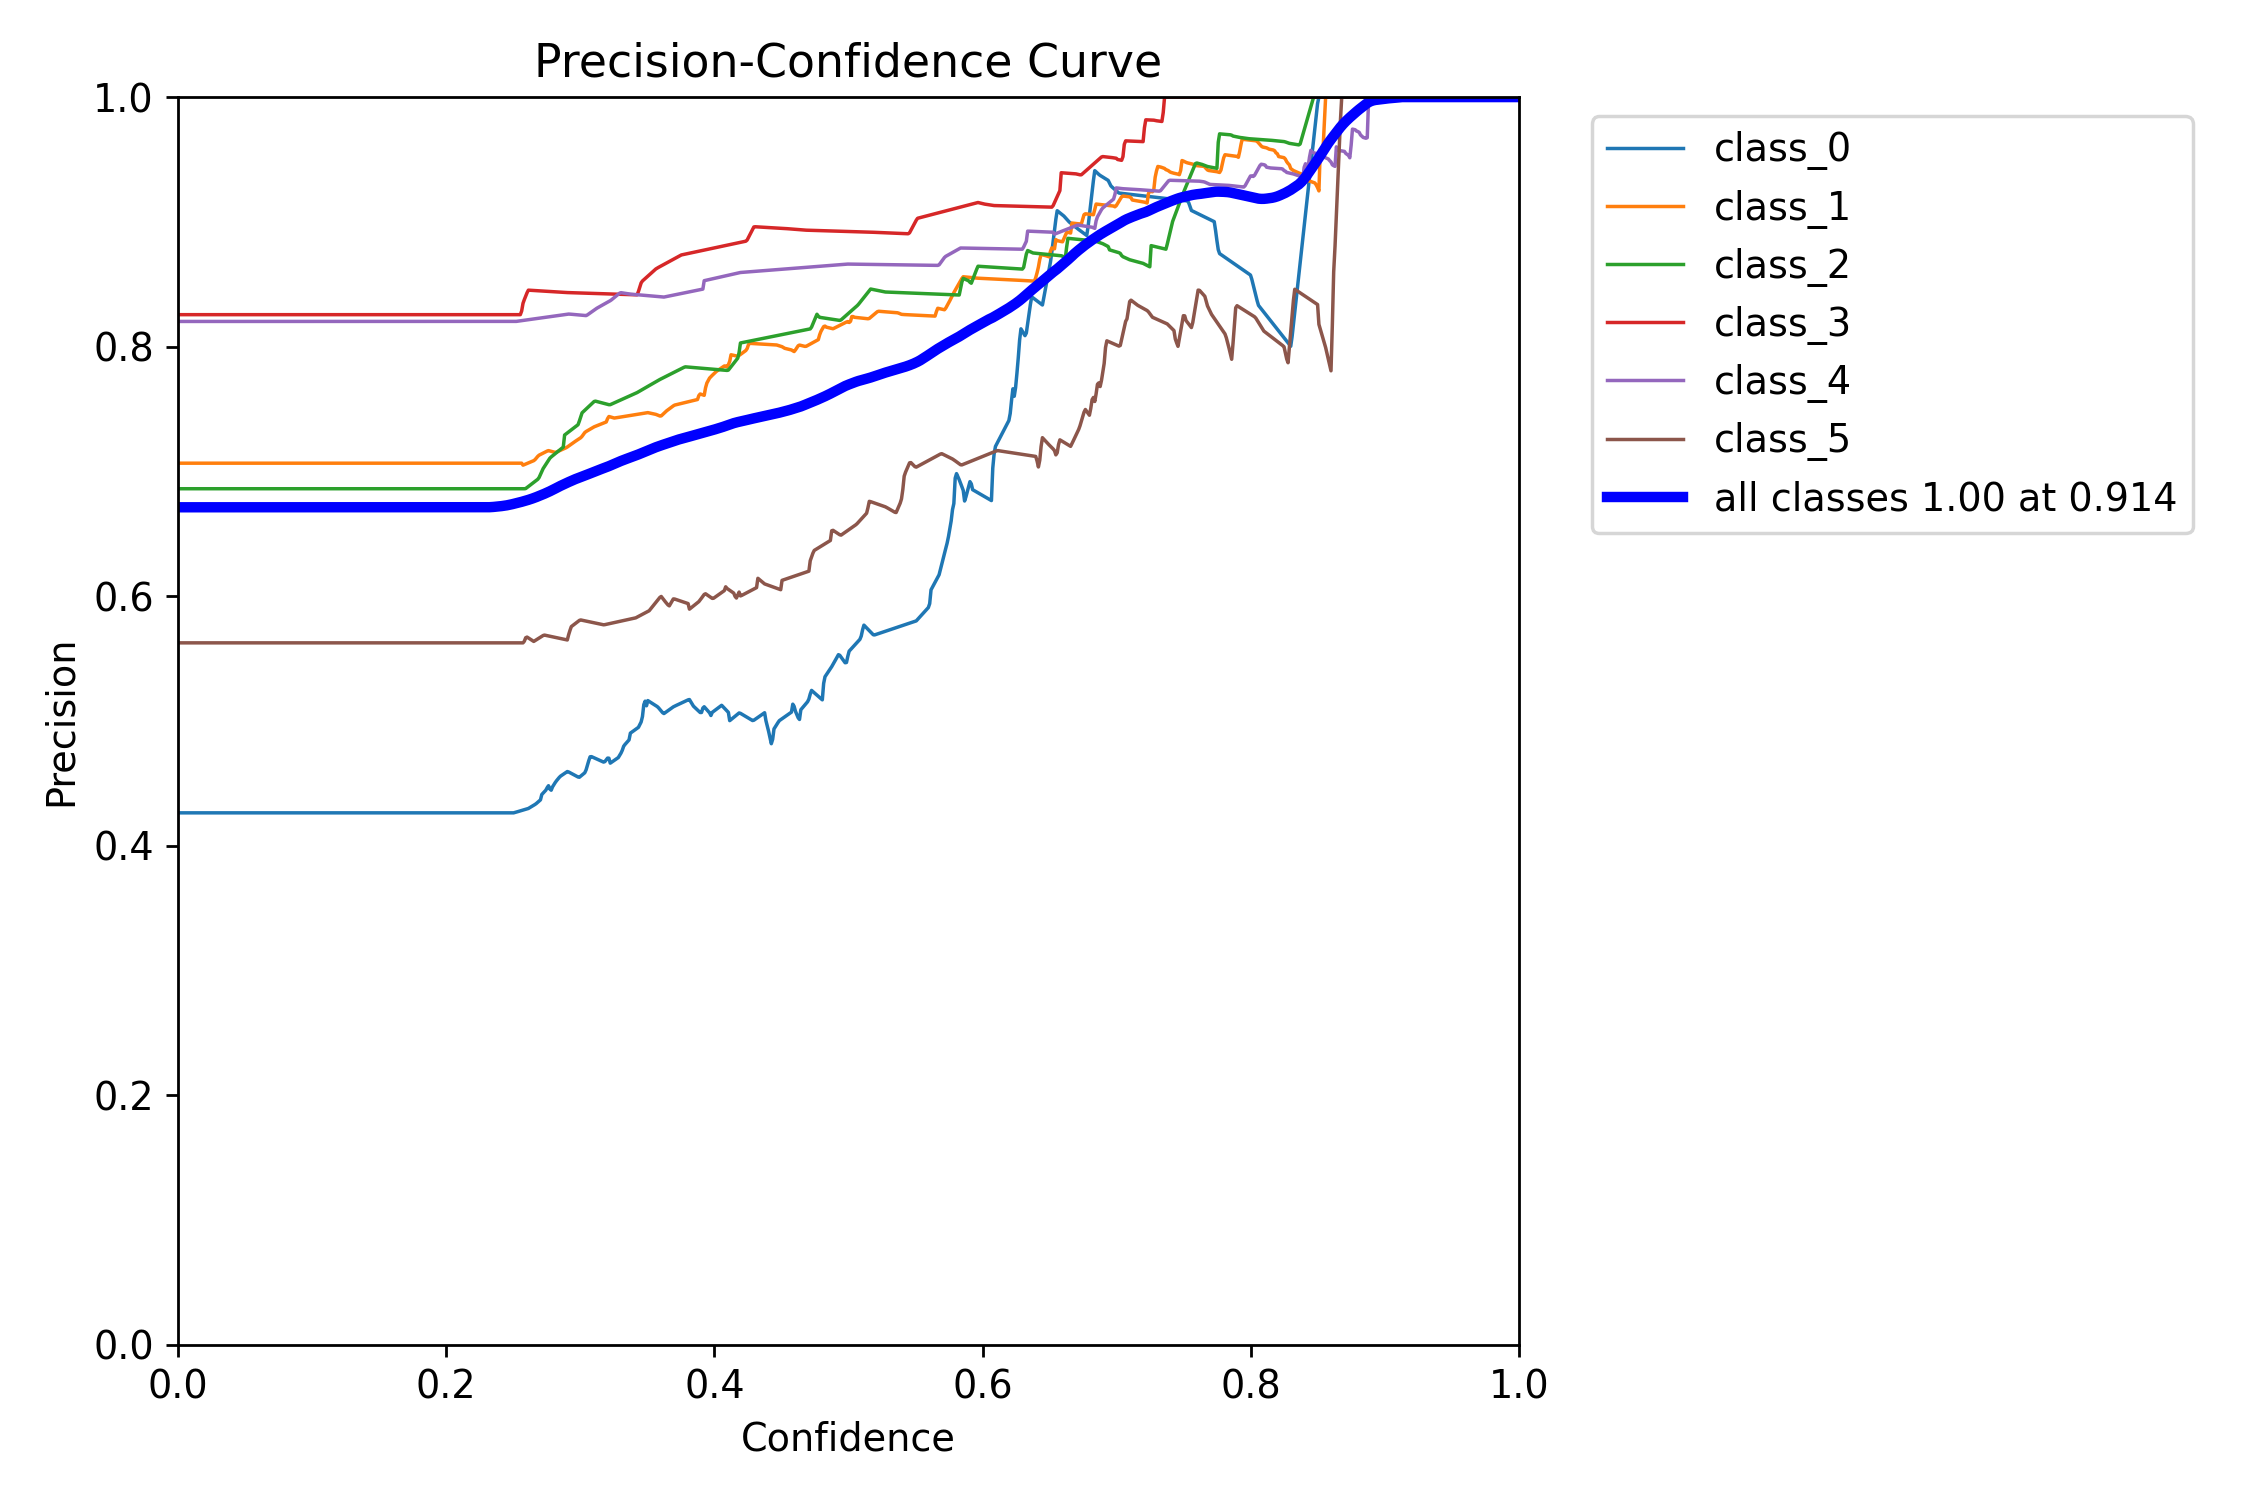 Precision-Confidence Curve
1.0
0.8
0.6
0.4
0.2
0.0
Precision
0.0 0.2 0.4 0.6 0.8 1.0
Confidence
class_0
class_1
class_2
class_3
class_4
class_5
all classes 1.00 at 0.914